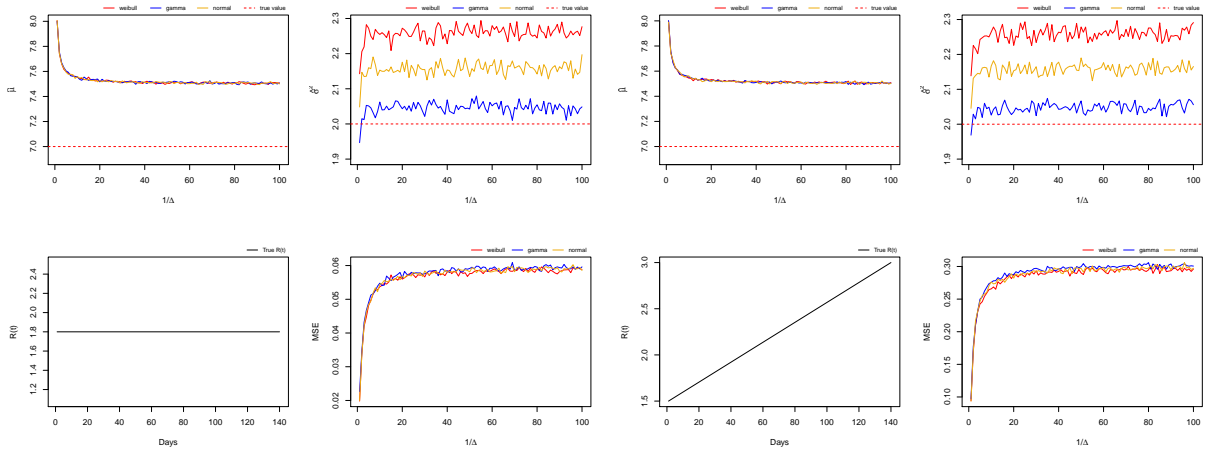 weibull gamma normal true value
8.0
7.8
7.6
7.4
7.2
7.0
μ̂
0 20 40 60 80 100
1/Δ
weibull gamma normal true value
2.3
2.2
2.1
2.0
1.9
σ̂²
0 20 40 60 80 100
1/Δ
weibull gamma normal true value
8.0
7.8
7.6
7.4
7.2
7.0
μ̂
0 20 40 60 80 100
1/Δ
weibull gamma normal true value
2.3
2.2
2.1
2.0
1.9
σ̂²
0 20 40 60 80 100
1/Δ
True R(t)
2.4
2.2
2.0
1.8
1.6
1.4
1.2
R(t)
0 20 40 60 80 100 120 140
Days
weibull gamma normal
0.06
0.05
0.04
0.03
0.02
MSE
0 20 40 60 80 100
1/Δ
True R(t)
3.0
2.5
2.0
1.5
R(t)
0 20 40 60 80 100 120 140
Days
weibull gamma normal
0.30
0.25
0.20
0.15
0.10
MSE
0 20 40 60 80 100
1/Δ